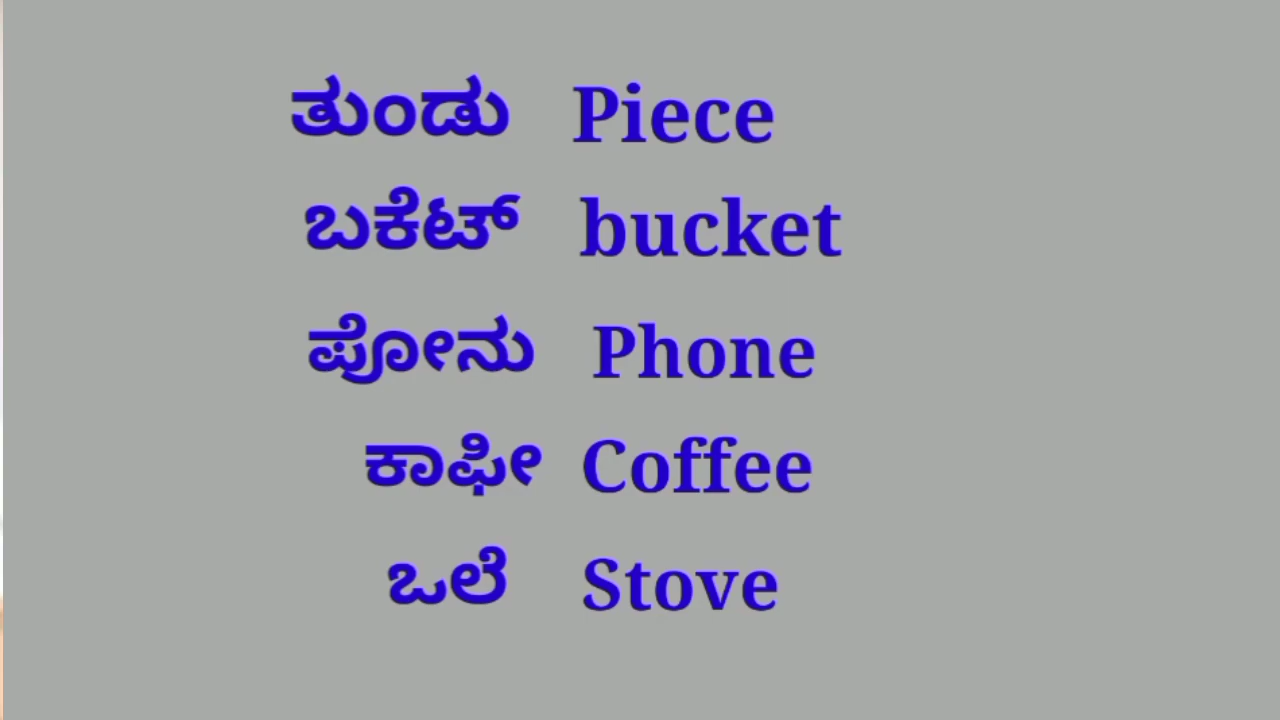 ತುಂಡು Piece
ಬಕೆಟ್ bucket
ಪೋನು Phone
ಕಾಫೀ Coffee
ಒಲೆ Stove